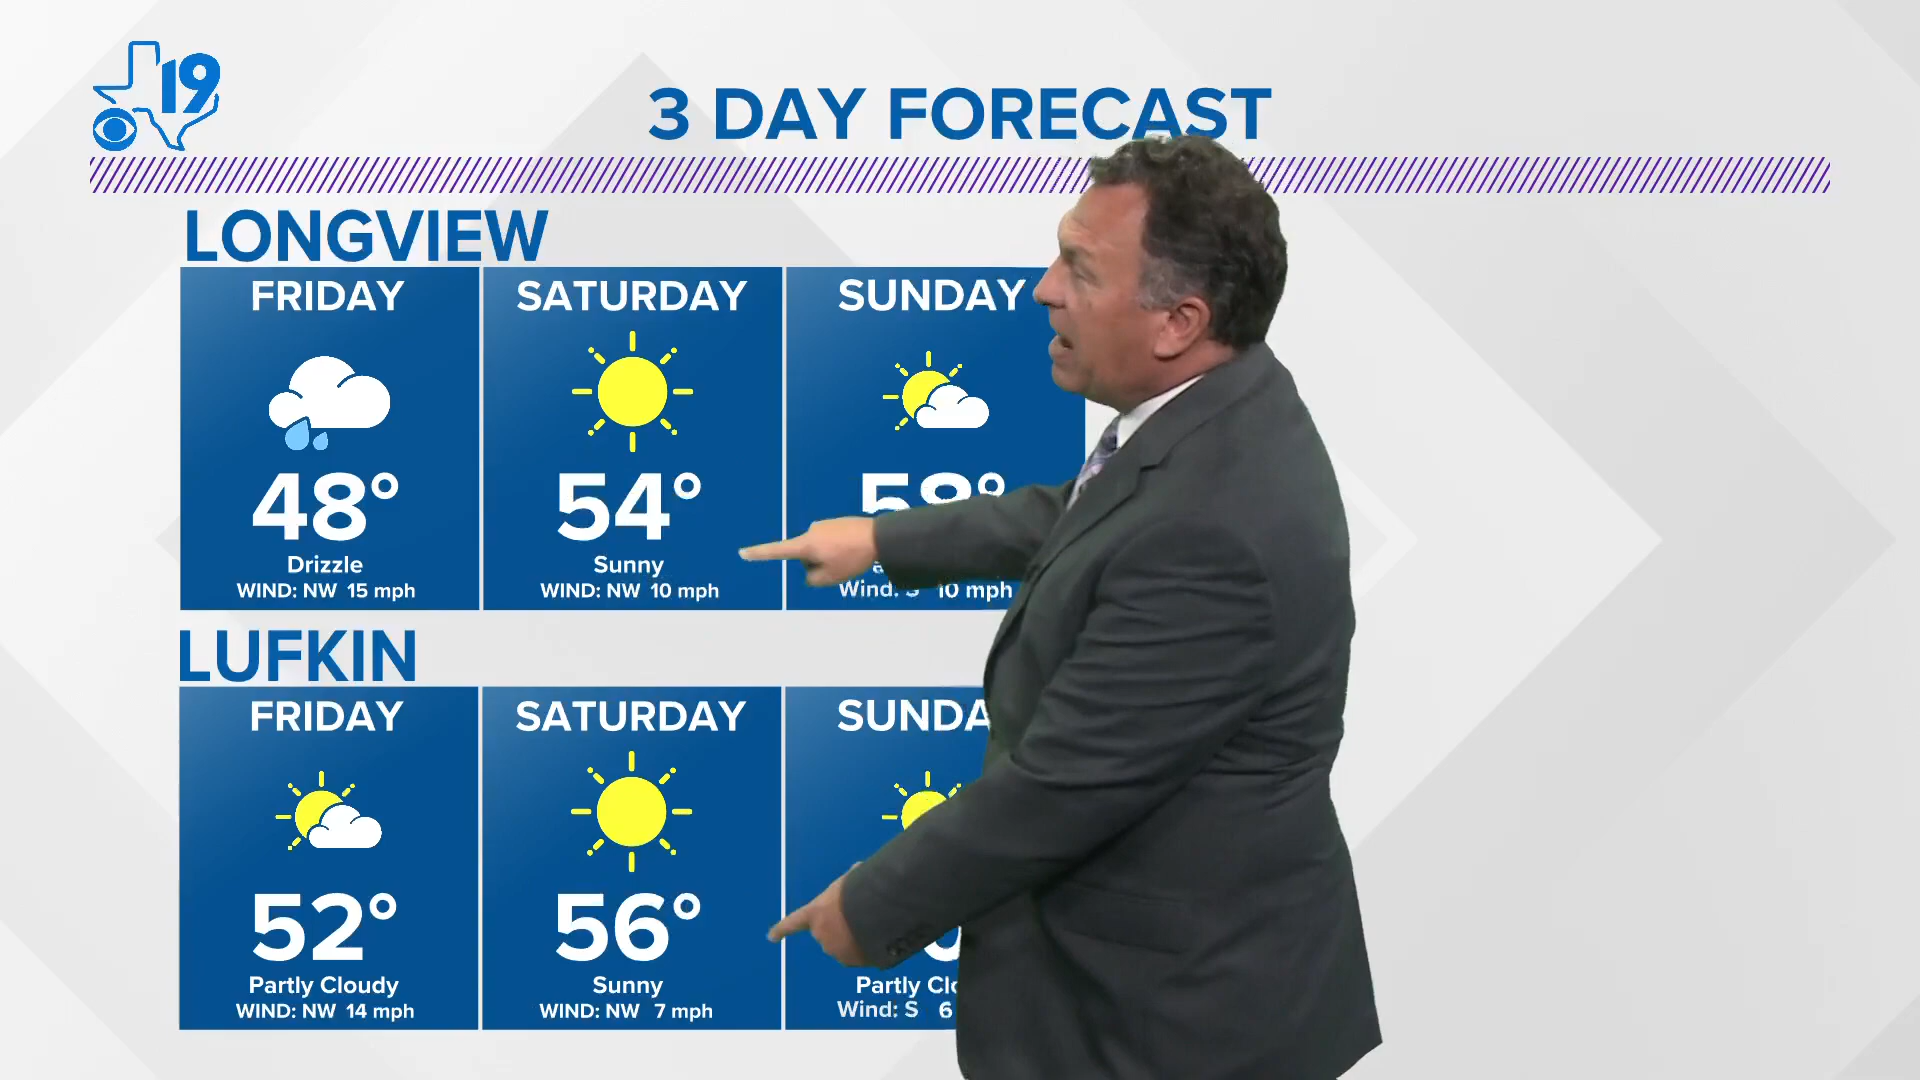 19
3 DAY FORECAST
LONGVIEW
FRIDAY SATURDAY SUNDAY
48° 54° 58°
Drizzle Sunny
WIND: NW 15 mph WIND: NW 10 mph Wind: S 10 mph
LUFKIN
FRIDAY SATURDAY
52° 56°
Partly Cloudy Sunny Partly
WIND: NW 14 mph WIND: NW 7 mph Wind: S 6